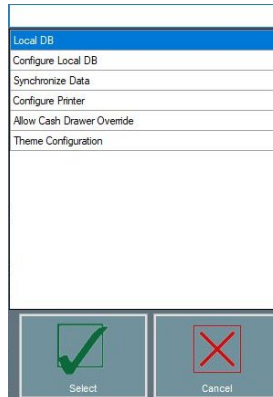 Local DB
Configure Local DB
Synchronize Data
Configure Printer
Allow Cash Drawer Override
Theme Configuration
Select
Cancel